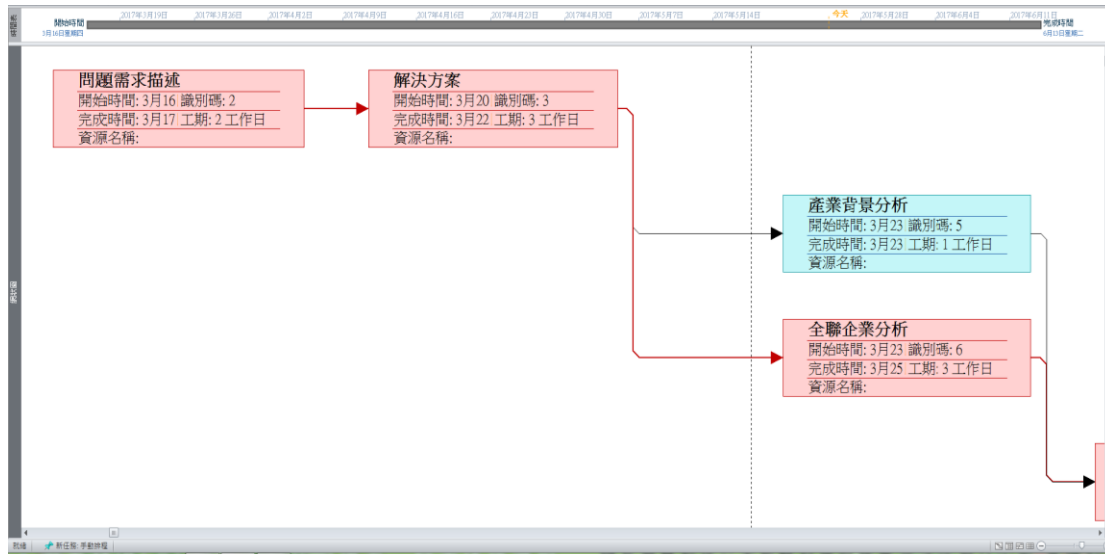 開始時間
3月16日星期四
2017年3月19日
2017年3月26日
2017年4月2日
2017年4月9日
2017年4月16日
2017年4月23日
2017年4月30日
2017年5月7日
2017年5月14日
今天
2017年5月28日
2017年6月4日
2017年6月11日
完成時間
6月13日星期二
問題需求描述
開始時間: 3月16 識別碼: 2
完成時間: 3月17 工期: 2 工作日
資源名稱:
解決方案
開始時間: 3月20 識別碼: 3
完成時間: 3月22 工期: 3 工作日
資源名稱:
產業背景分析
開始時間: 3月23 識別碼: 5
完成時間: 3月23 工期: 1 工作日
資源名稱:
全聯企業分析
開始時間: 3月23 識別碼: 6
完成時間: 3月25 工期: 3 工作日
資源名稱:
就緒
新任務: 手動排程